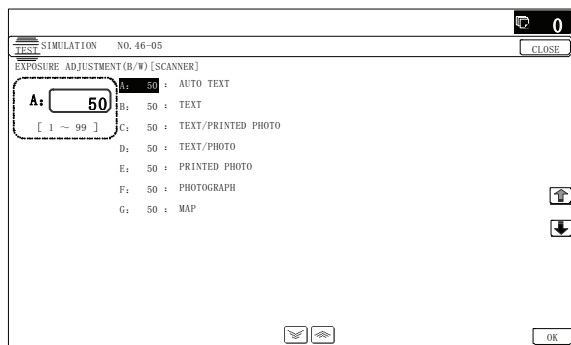 0
TEST SIMULATION NO. 46-05
CLOSE
EXPOSURE ADJUSTMENT(B/W)[SCANNER]
A: 50
[ 1 ~ 99 ]
A: 50 : AUTO TEXT
B: 50 : TEXT
C: 50 : TEXT/PRINTED PHOTO
D: 50 : TEXT/PHOTO
E: 50 : PRINTED PHOTO
F: 50 : PHOTOGRAPH
G: 50 : MAP
OK